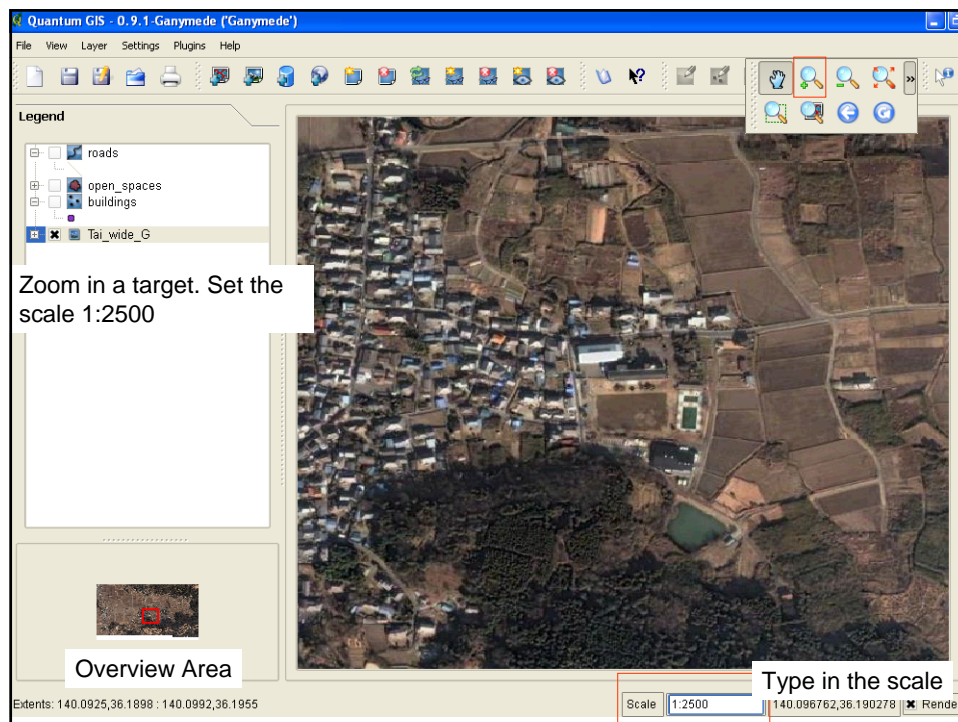 Quantum GIS - 0.9.1-Ganymede ('Ganymede')
File View Layer Settings Plugins Help
Legend
roads
open_spaces
buildings
Tai_wide_G
Zoom in a target. Set the
scale 1:2500
Overview Area
Type in the scale
Extents: 140.0925,36.1898 : 140.0992,36.1955
Scale 1:2500 140.096762,36.190278 Rende